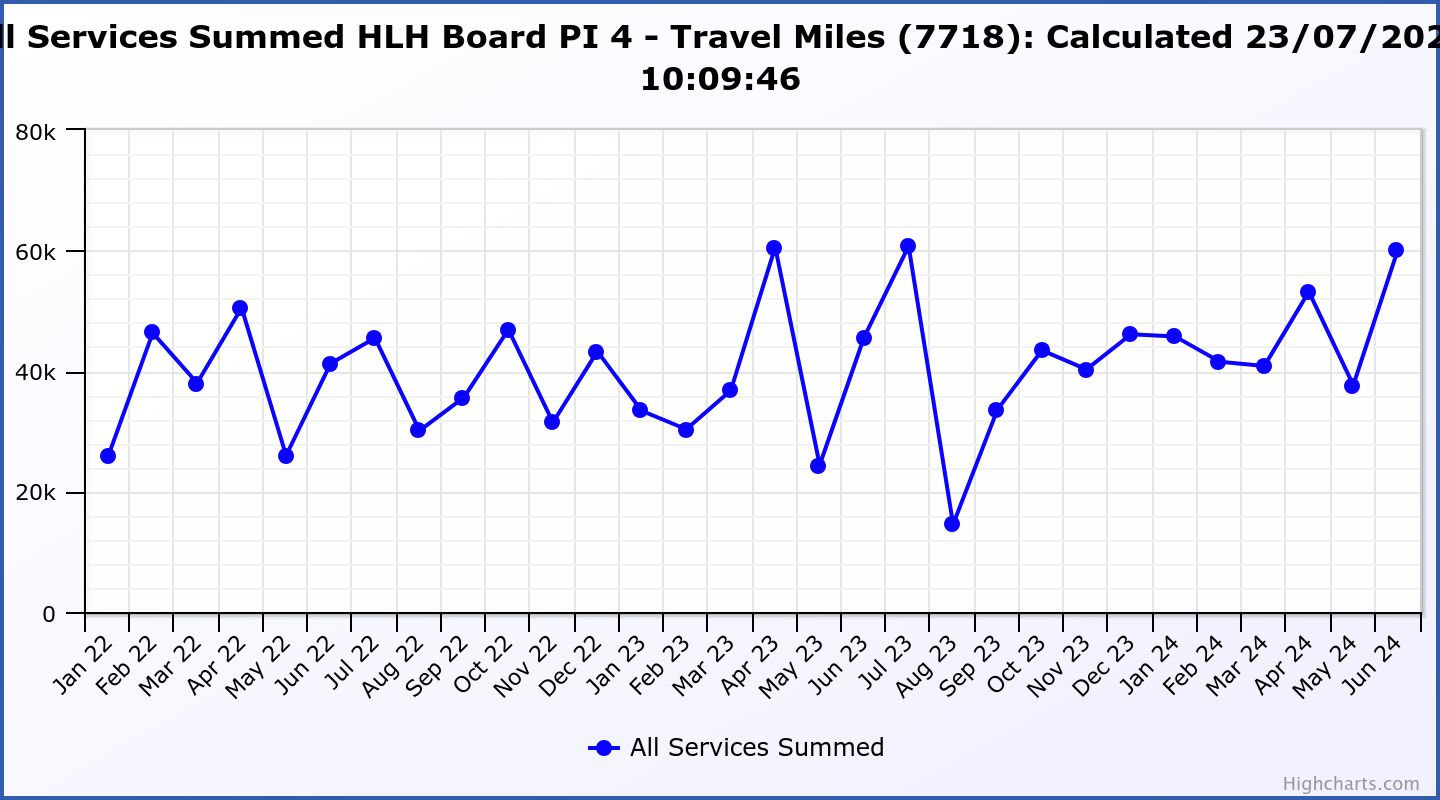 ll Services Summed HLH Board PI 4 - Travel Miles (7718): Calculated 23/07/202
10:09:46
80k
60k
40k
20k
0
Jan 22
Feb 22
Mar 22
Apr 22
May 22
Jun 22
Jul 22
Aug 22
Sep 22
Oct 22
Nov 22
Dec 22
Jan 23
Feb 23
Mar 23
Apr 23
May 23
Jun 23
Jul 23
Aug 23
Sep 23
Oct 23
Nov 23
Dec 23
Jan 24
Feb 24
Mar 24
Apr 24
May 24
Jun 24
All Services Summed
Highcharts.com